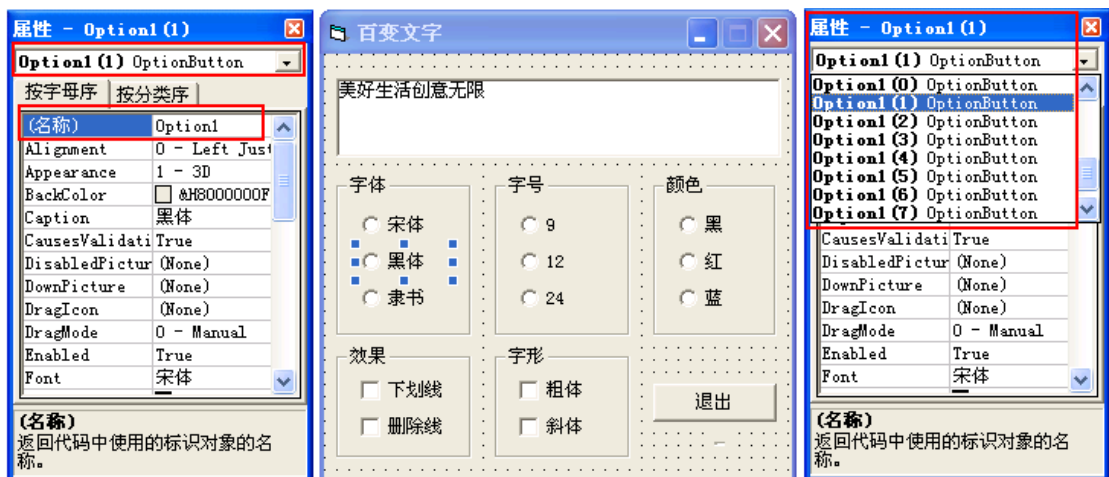 属性 - Option1(1)
Option1(1) OptionButton
按字母序 按分类序
(名称) Option1
Alignment 0 - Left Just
Appearance 1 - 3D
BackColor &H8000000F
Caption 黑体
CausesValidati True
DisabledPictur (None)
DownPicture (None)
DragIcon (None)
DragMode 0 - Manual
Enabled True
Font 宋体
(名称)
返回代码中使用的标识对象的名
称。
百变文字
美好生活创意无限
字体
宋体
黑体
隶书
字号
9
12
24
颜色
黑
红
蓝
效果
下划线
删除线
字形
粗体
斜体
退出
属性 - Option1(1)
Option1(1) OptionButton
Option1(0) OptionButton
Option1(1) OptionButton
Option1(2) OptionButton
Option1(3) OptionButton
Option1(4) OptionButton
Option1(5) OptionButton
Option1(6) OptionButton
Option1(7) OptionButton
CausesValidati True
DisabledPictur (None)
DownPicture (None)
DragIcon (None)
DragMode 0 - Manual
Enabled True
Font 宋体
(名称)
返回代码中使用的标识对象的名
称。